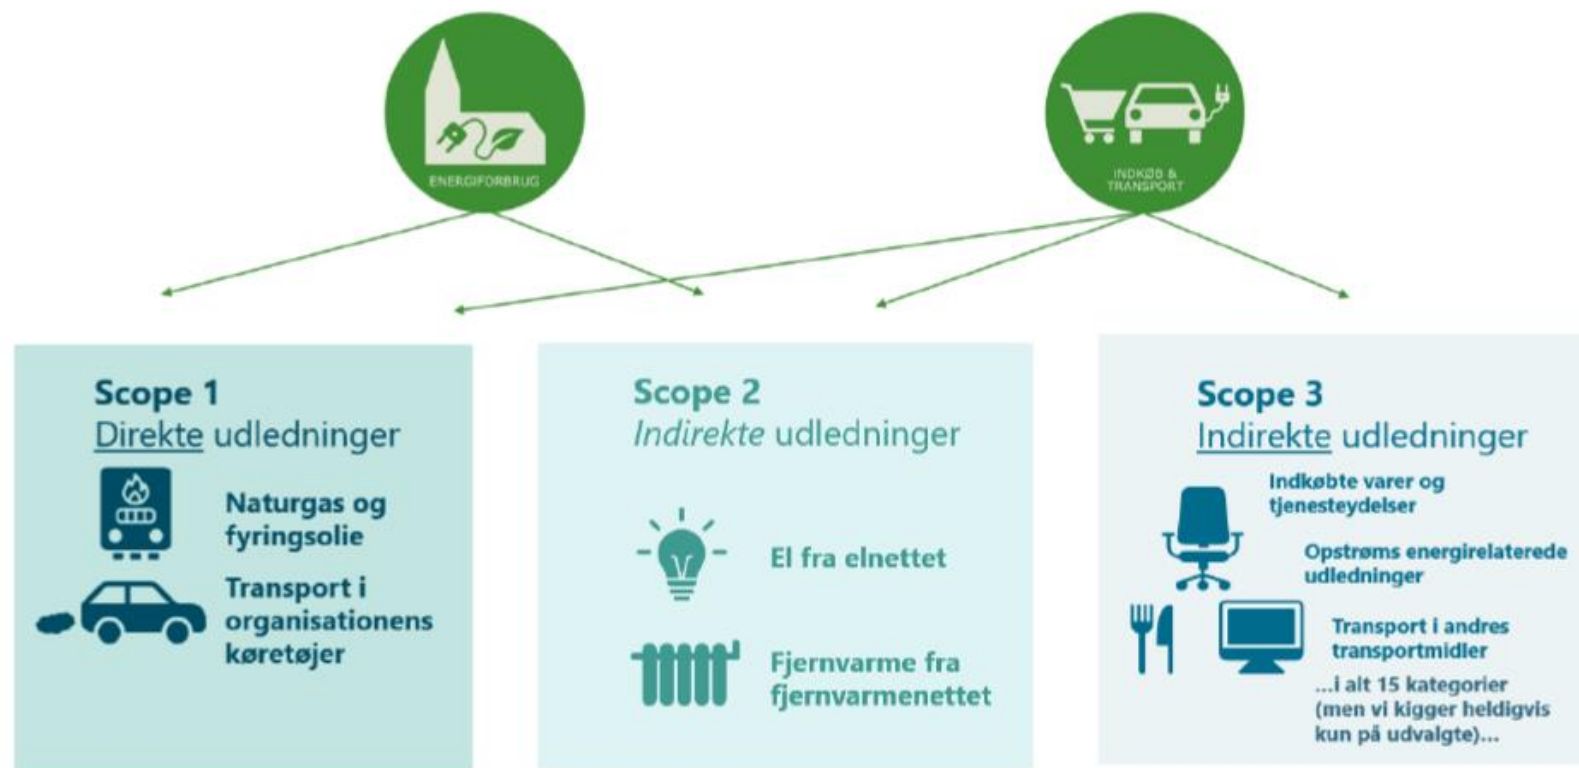 ENERGIFORBRUG
INDKØB &
TRANSPORT
Scope 1
Direkte udledninger
Naturgas og
fyringsolie
Transport i
organisationens
køretøjer
Scope 2
Indirekte udledninger
El fra elnettet
Fjernvarme fra
fjernvarmenettet
Scope 3
Indirekte udledninger
Indkøbte varer og
tjenesteydelser
Opstrøms energirelaterede
udledninger
Transport i andres
transportmidler
...i alt 15 kategorier
(men vi kigger heldigvis
kun på udvalgte)...